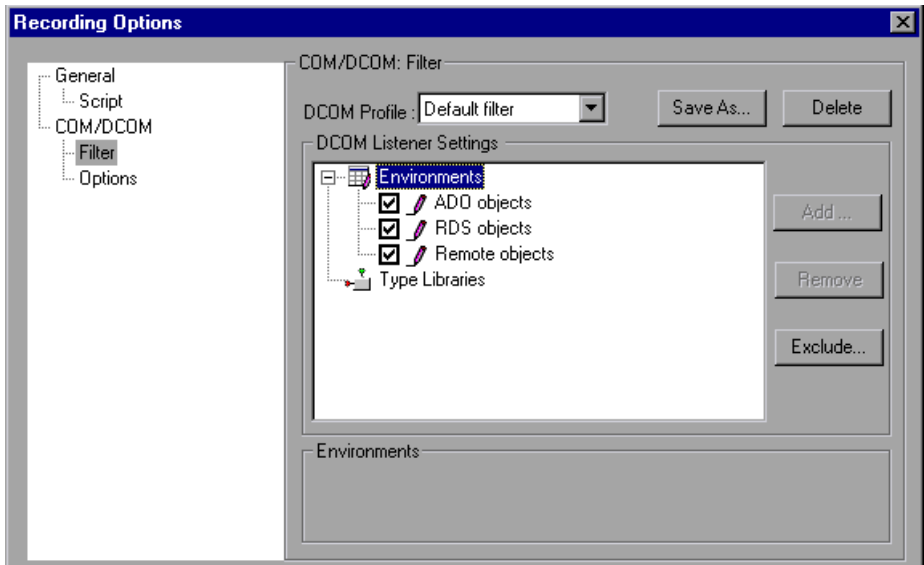 Recording Options
General
Script
COM/DCOM
Filter
Options
COM/DCOM: Filter
DCOM Profile : Default filter
Save As...
Delete
DCOM Listener Settings
Environments
ADO objects
RDS objects
Remote objects
Type Libraries
Add ...
Remove
Exclude...
Environments